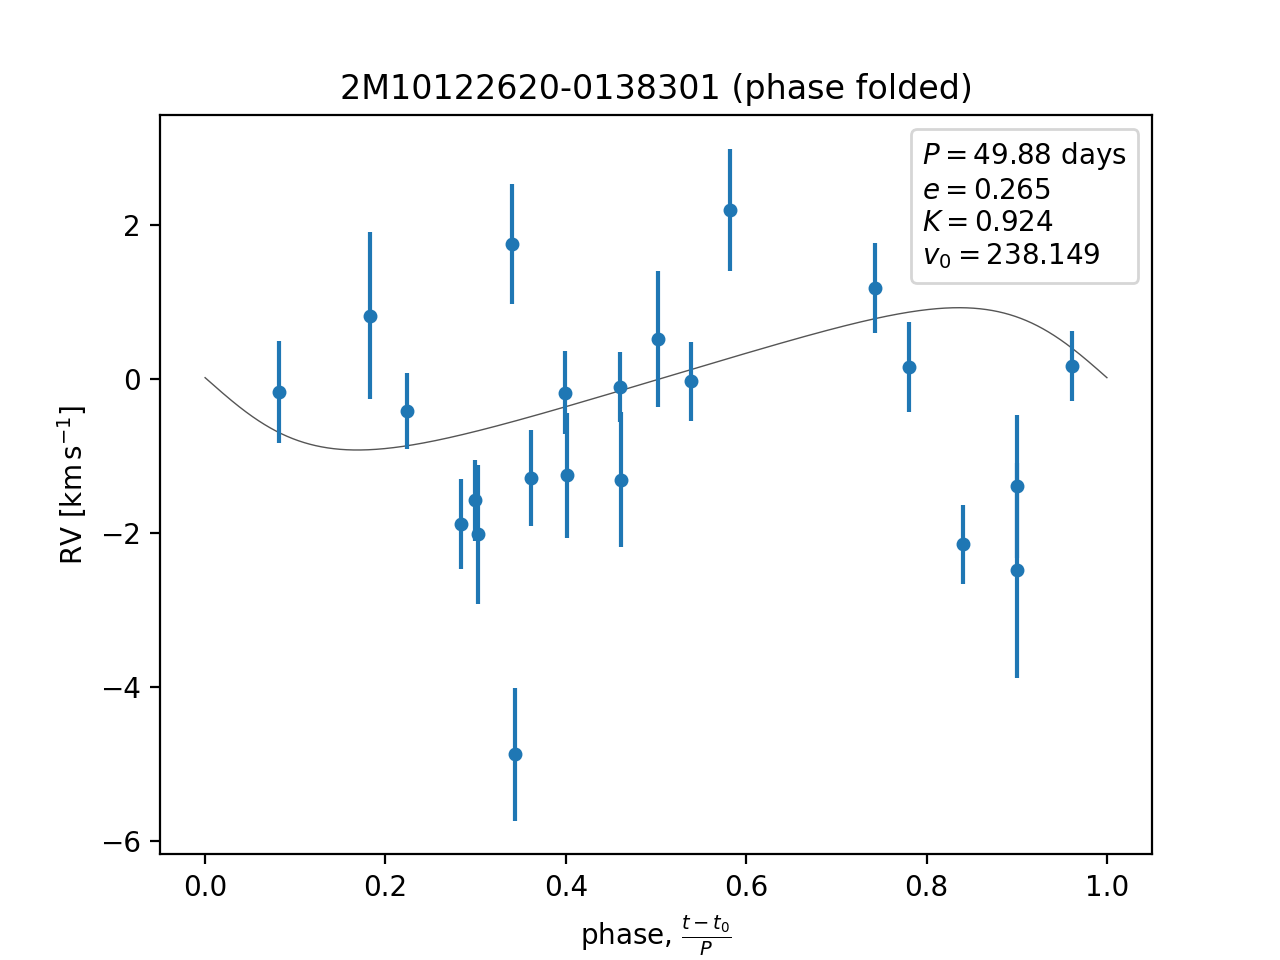 2M10122620-0138301 (phase folded)
P = 49.88 days
e = 0.265
K = 0.924
v₀ = 238.149
RV [km s⁻¹]
2
0
−2
−4
−6
0.0 0.2 0.4 0.6 0.8 1.0
phase, (t − t₀)/P